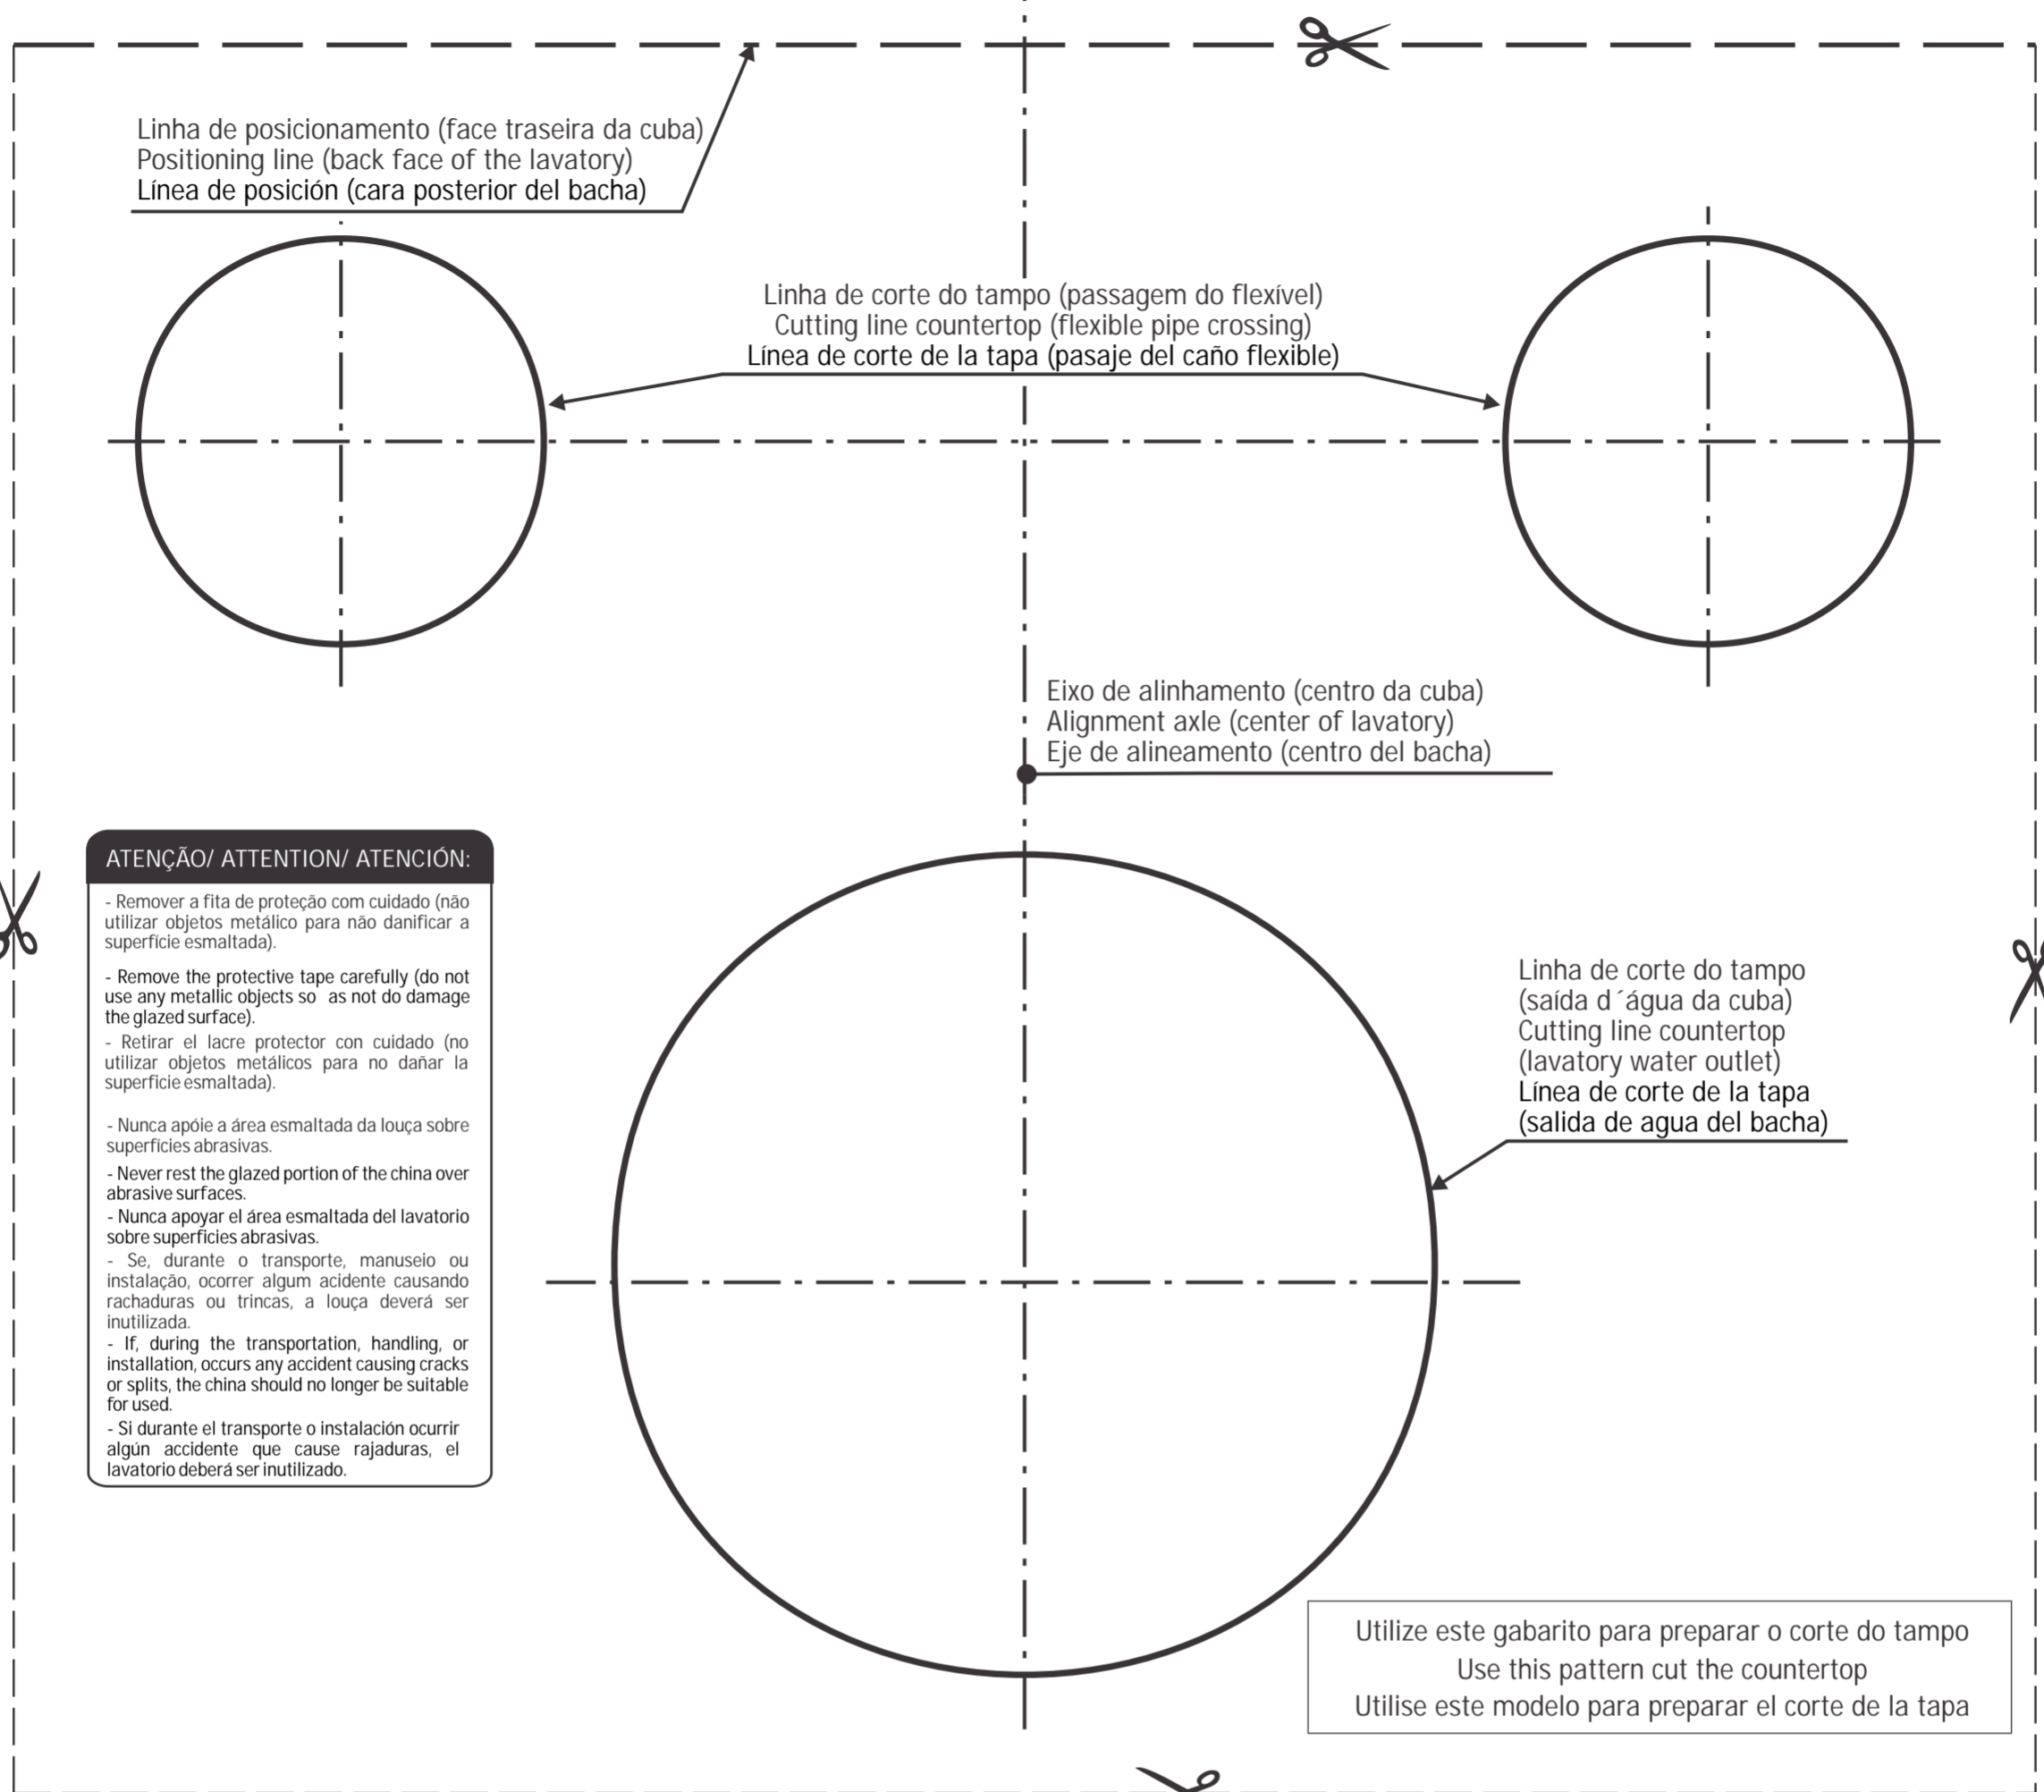 Linha de posicionamento (face traseira da cuba)
Positioning line (back face of the lavatory)
Línea de posición (cara posterior del bacha)
Linha de corte do tampo (passagem do flexível)
Cutting line countertop (flexible pipe crossing)
Línea de corte de la tapa (pasaje del caño flexible)
Eixo de alinhamento (centro da cuba)
Alignment axle (center of lavatory)
Eje de alineamento (centro del bacha)
ATENÇÃO/ ATTENTION/ ATENCIÓN:
- Remover a fita de proteção com cuidado (não
utilizar objetos metálico para não danificar a
superfície esmaltada).
- Remove the protective tape carefully (do not
use any metallic objects so as not do damage
the glazed surface).
- Retirar el lacre protector con cuidado (no
utilizar objetos metálicos para no dañar la
superficie esmaltada).
- Nunca apóie a área esmaltada da louça sobre
superfícies abrasivas.
- Never rest the glazed portion of the china over
abrasive surfaces.
- Nunca apoyar el área esmaltada del lavatorio
sobre superficies abrasivas.
- Se, durante o transporte, manuseio ou
instalação, ocorrer algum acidente causando
rachaduras ou trincas, a louça deverá ser
inutilizada.
- If, during the transportation, handling, or
installation, occurs any accident causing cracks
or splits, the china should no longer be suitable
for used.
- Si durante el transporte o instalación ocurrir
algún accidente que cause rajaduras, el
lavatorio deberá ser inutilizado.
Linha de corte do tampo
(saída d´água da cuba)
Cutting line countertop
(lavatory water outlet)
Línea de corte de la tapa
(salida de agua del bacha)
Utilize este gabarito para preparar o corte do tampo
Use this pattern cut the countertop
Utilise este modelo para preparar el corte de la tapa